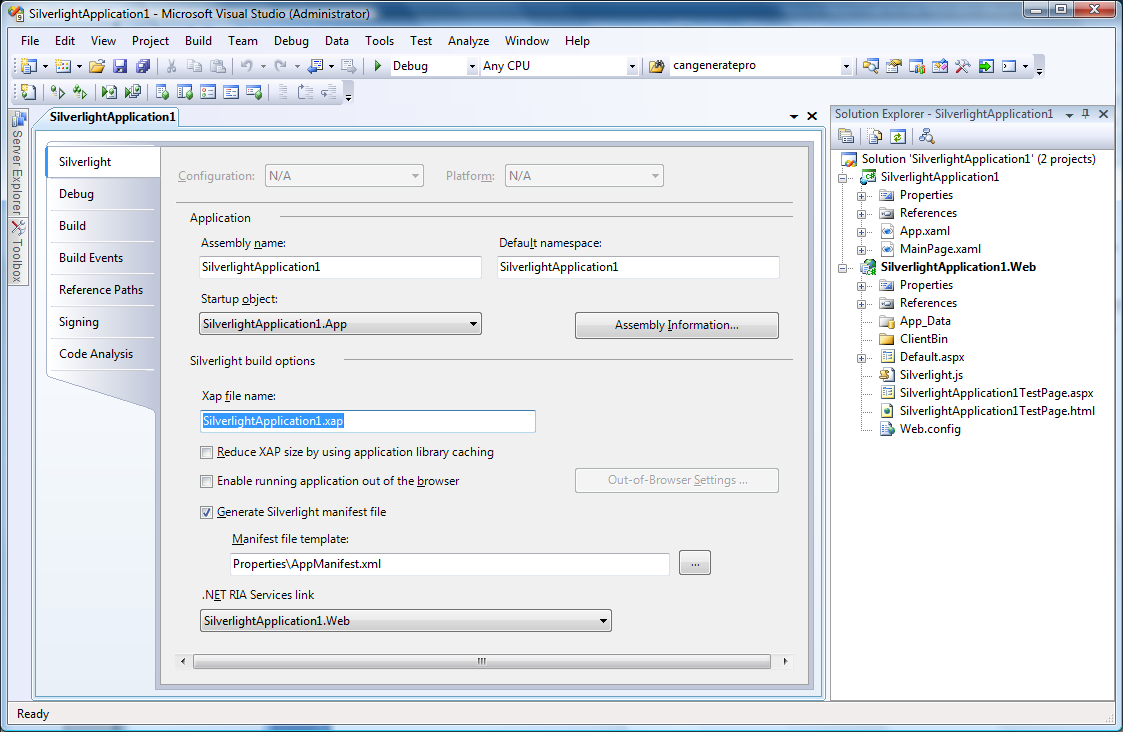 SilverlightApplication1 - Microsoft Visual Studio (Administrator)
File Edit View Project Build Team Debug Data Tools Test Analyze Window Help
Debug Any CPU cangeneratepro
Server Explorer
Toolbox
SilverlightApplication1
Silverlight
Debug
Build
Build Events
Reference Paths
Signing
Code Analysis
Configuration: N/A Platform: N/A
Application
Assembly name: Default namespace:
SilverlightApplication1 SilverlightApplication1
Startup object:
SilverlightApplication1.App Assembly Information...
Silverlight build options
Xap file name:
SilverlightApplication1.xap
Reduce XAP size by using application library caching
Enable running application out of the browser Out-of-Browser Settings ...
Generate Silverlight manifest file
Manifest file template:
Properties\AppManifest.xml ...
.NET RIA Services link
SilverlightApplication1.Web
Solution Explorer - SilverlightApplication1
Solution 'SilverlightApplication1' (2 projects)
SilverlightApplication1
Properties
References
App.xaml
MainPage.xaml
SilverlightApplication1.Web
Properties
References
App_Data
ClientBin
Default.aspx
Silverlight.js
SilverlightApplication1TestPage.aspx
SilverlightApplication1TestPage.html
Web.config
Ready